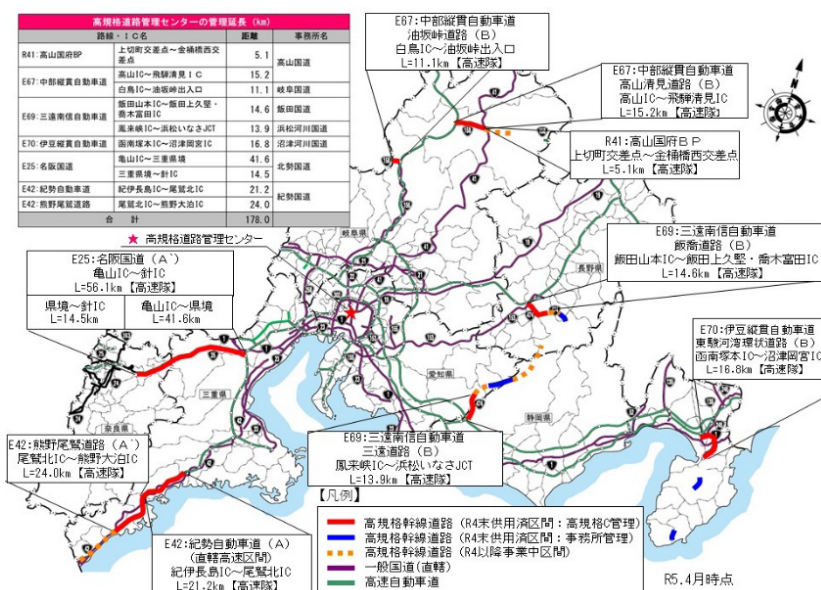 高規格道路管理センターの管理延長 (km)
路線・IC名 距離 事務所名
R41:高山国府BP 上切町交差点～金桶橋西交差点 5.1 高山国道
E67:中部縦貫自動車道 高山IC～飛騨清見IC 15.2
白鳥IC～油坂峠出入口 11.1 岐阜国道
E69:三遠南信自動車道 飯田山本IC～飯田上久堅・喬木富田IC 14.6 飯田国道
鳳来峡IC～浜松いなさJCT 13.9 浜松河川国道
E70:伊豆縦貫自動車道 函南塚本IC～沼津岡宮IC 16.8 沼津河川国道
E25:名阪国道 亀山IC～三重県境 41.6 北勢国道
三重県境～針IC 14.5
E42:紀勢自動車道 紀伊長島IC～尾鷲北IC 21.2 紀勢国道
E42:熊野尾鷲道路 尾鷲北IC～熊野大泊IC 24.0
合 計 178.0
★ 高規格道路管理センター
E67:中部縦貫自動車道
油坂峠道路(B)
白鳥IC～油坂峠出入口
L=11.1km【高速隊】
E67:中部縦貫自動車道
高山清見道路(B)
高山IC～飛騨清見IC
L=15.2km【高速隊】
R41:高山国府BP
上切町交差点～金桶橋西交差点
L=5.1km【高速隊】
E69:三遠南信自動車道
飯喬道路(B)
飯田山本IC～飯田上久堅・喬木富田IC
L=14.6km【高速隊】
E70:伊豆縦貫自動車道
東駿河湾環状道路(B)
函南塚本IC～沼津岡宮IC
L=16.8km【高速隊】
E25:名阪国道(A')
亀山IC～針IC
L=56.1km【高速隊】
県境～針IC
L=14.5km
亀山IC～県境
L=41.6km
E42:熊野尾鷲道路(A')
尾鷲北IC～熊野大泊IC
L=24.0km【高速隊】
E42:紀勢自動車道(A)
(直轄高速区間)
紀伊長島IC～尾鷲北IC
L=21.2km【高速隊】
E69:三遠南信自動車道
三遠道路(B)
鳳来峡IC～浜松いなさJCT
L=13.9km【高速隊】
岐阜県
長野県
愛知県
静岡県
三重県
奈良県
【凡例】
高規格幹線道路(R4末供用済区間:高規格C管理)
高規格幹線道路(R4末供用済区間:事務所管理)
高規格幹線道路(R4以降事業中区間)
一般国道(直轄)
高速自動車道
R5.4月時点